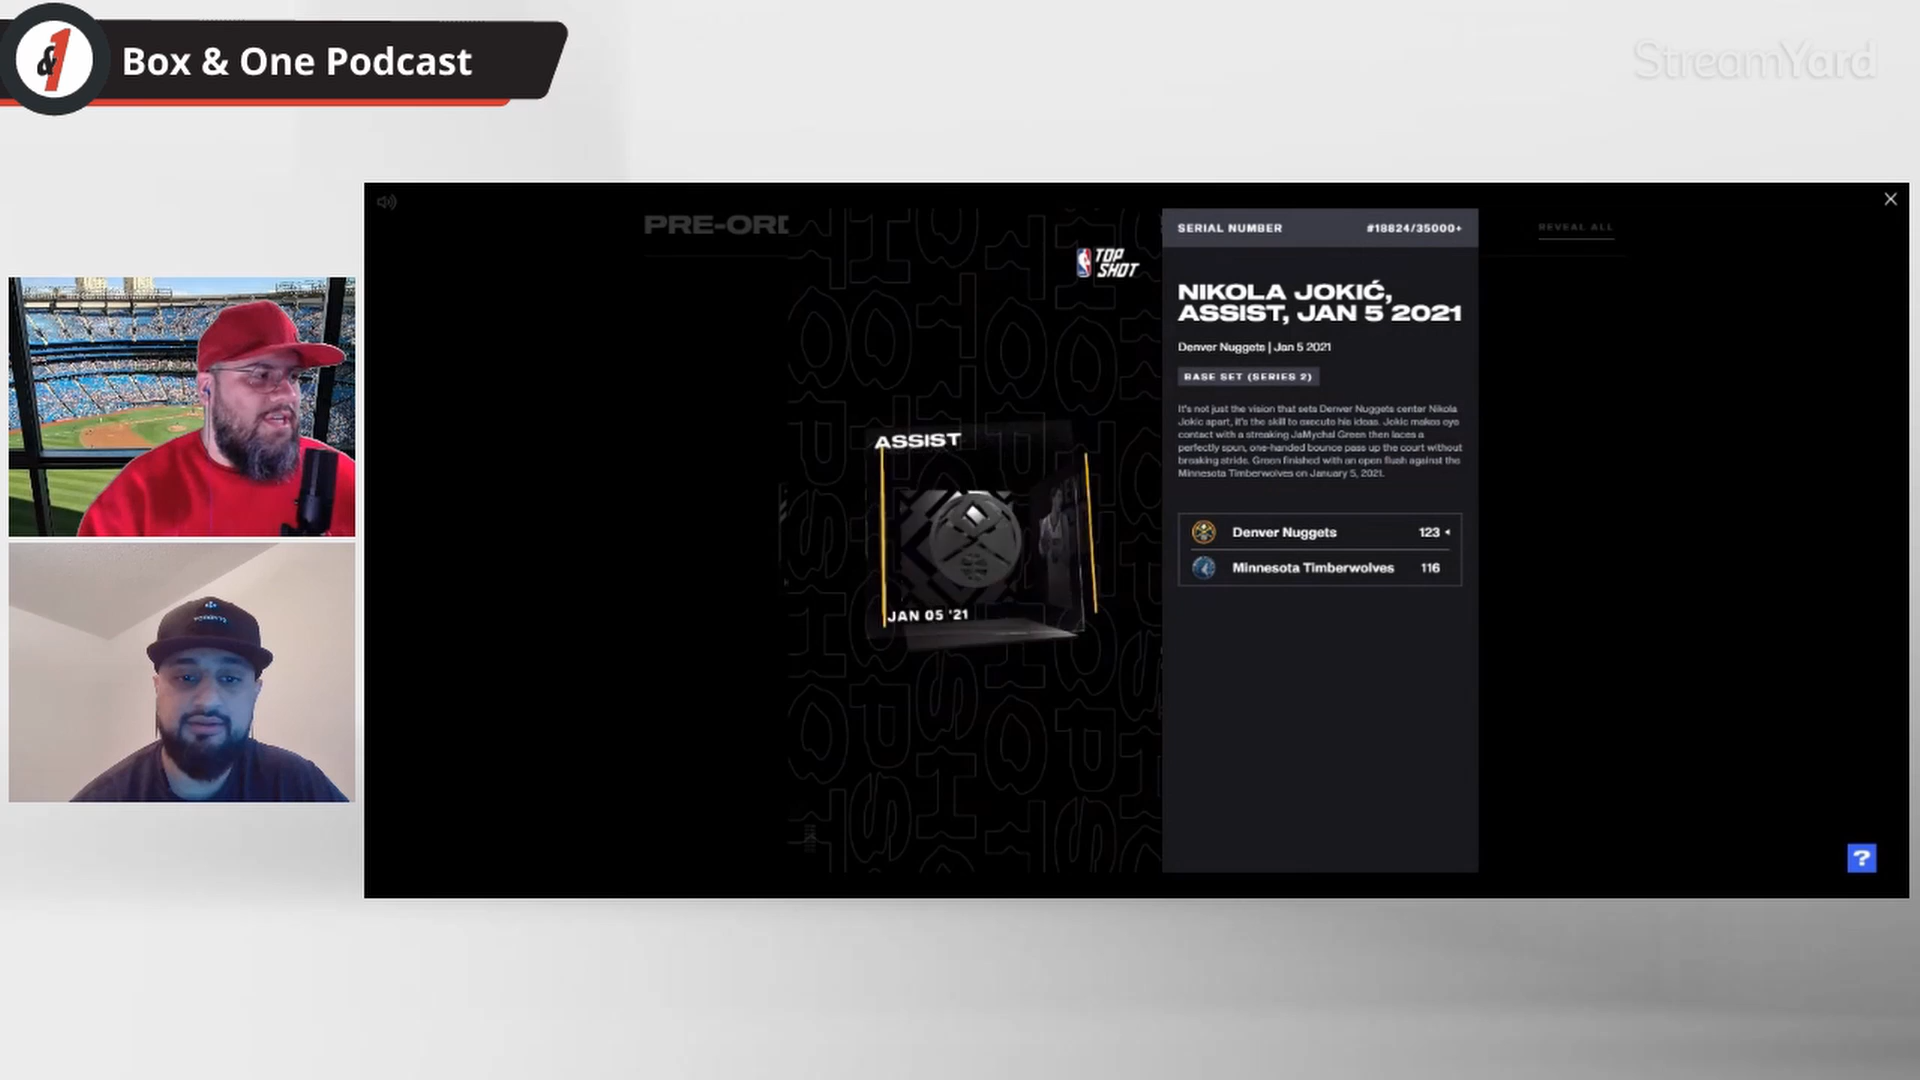 &1
Box & One Podcast
StreamYard
PRE-ORD
REVEAL ALL
TOP
SHOT
ASSIST
JAN 05 '21
SERIAL NUMBER #18824/35000+
NIKOLA JOKIĆ,
ASSIST, JAN 5 2021
Denver Nuggets | Jan 5 2021
BASE SET (SERIES 2)
It's not just the vision that sets Denver Nuggets center Nikola
Jokic apart, it's the skill to execute his ideas. Jokic makes eye
contact with a streaking JaMychal Green then laces a
perfectly spun, one-handed bounce pass up the court without
breaking stride. Green finished with an open flush against the
Minnesota Timberwolves on January 5, 2021.
Denver Nuggets 123
Minnesota Timberwolves 116
?